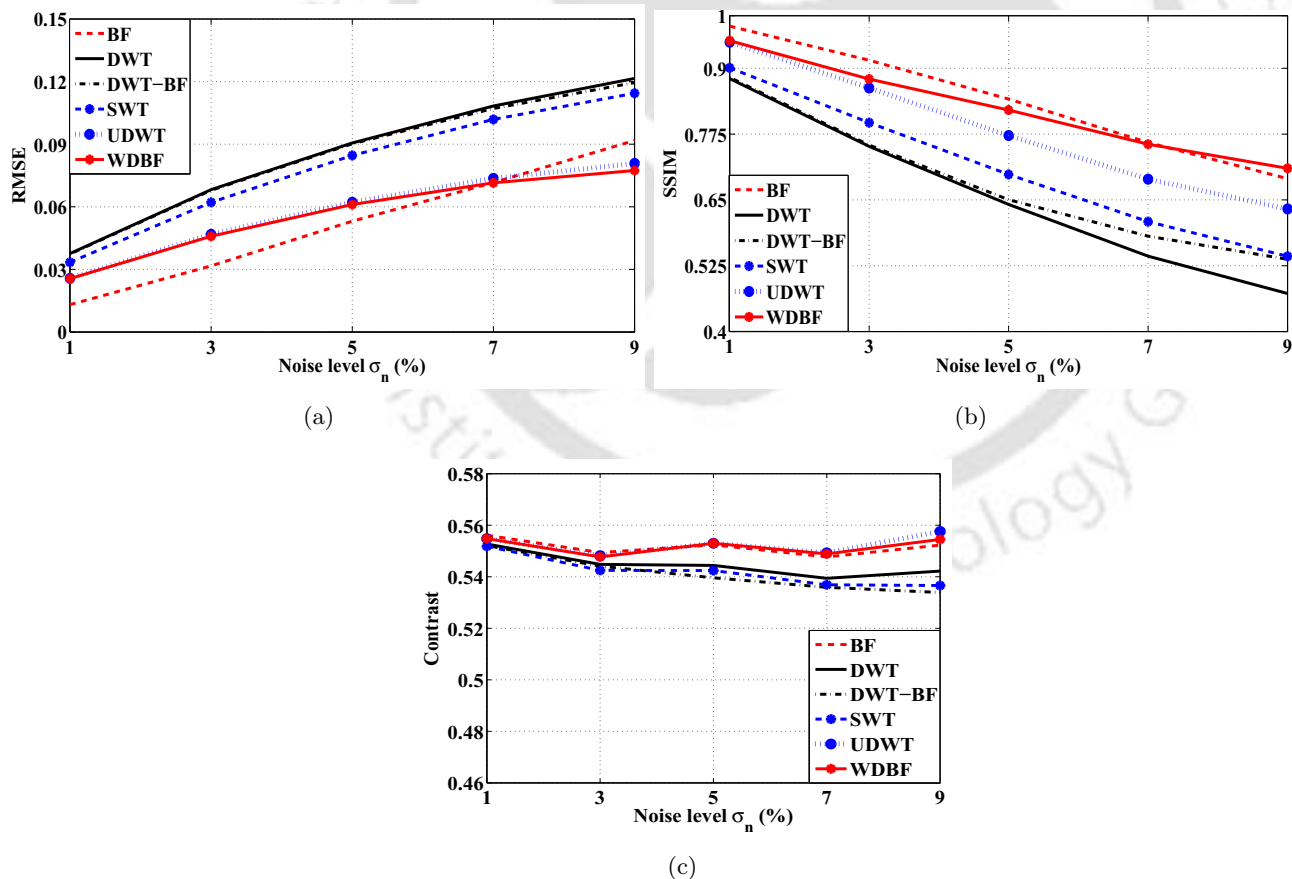 0.15
0.12
0.09
0.06
0.03
0
RMSE
BF
DWT
DWT−BF
SWT
UDWT
WDBF
1 3 5 7 9
Noise level σn (%)
(a)
1
0.9
0.775
0.65
0.525
0.4
SSIM
BF
DWT
DWT−BF
SWT
UDWT
WDBF
1 3 5 7 9
Noise level σn (%)
(b)
0.58
0.56
0.54
0.52
0.5
0.48
0.46
Contrast
BF
DWT
DWT−BF
SWT
UDWT
WDBF
1 3 5 7 9
Noise level σn (%)
(c)
ology G